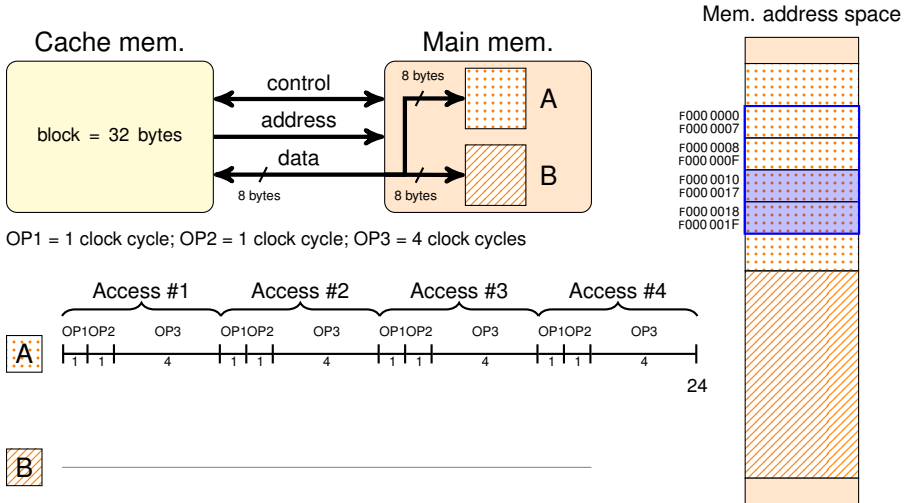 Mem. address space
Cache mem.
Main mem.
block = 32 bytes
control
address
data
8 bytes
8 bytes
8 bytes
A
B
F000 0000
F000 0007
F000 0008
F000 000F
F000 0010
F000 0017
F000 0018
F000 001F
OP1 = 1 clock cycle; OP2 = 1 clock cycle; OP3 = 4 clock cycles
Access #1 Access #2 Access #3 Access #4
OP1OP2 OP3 OP1OP2 OP3 OP1OP2 OP3 OP1OP2 OP3
A
1 1 4 1 1 4 1 1 4 1 1 4
24
B